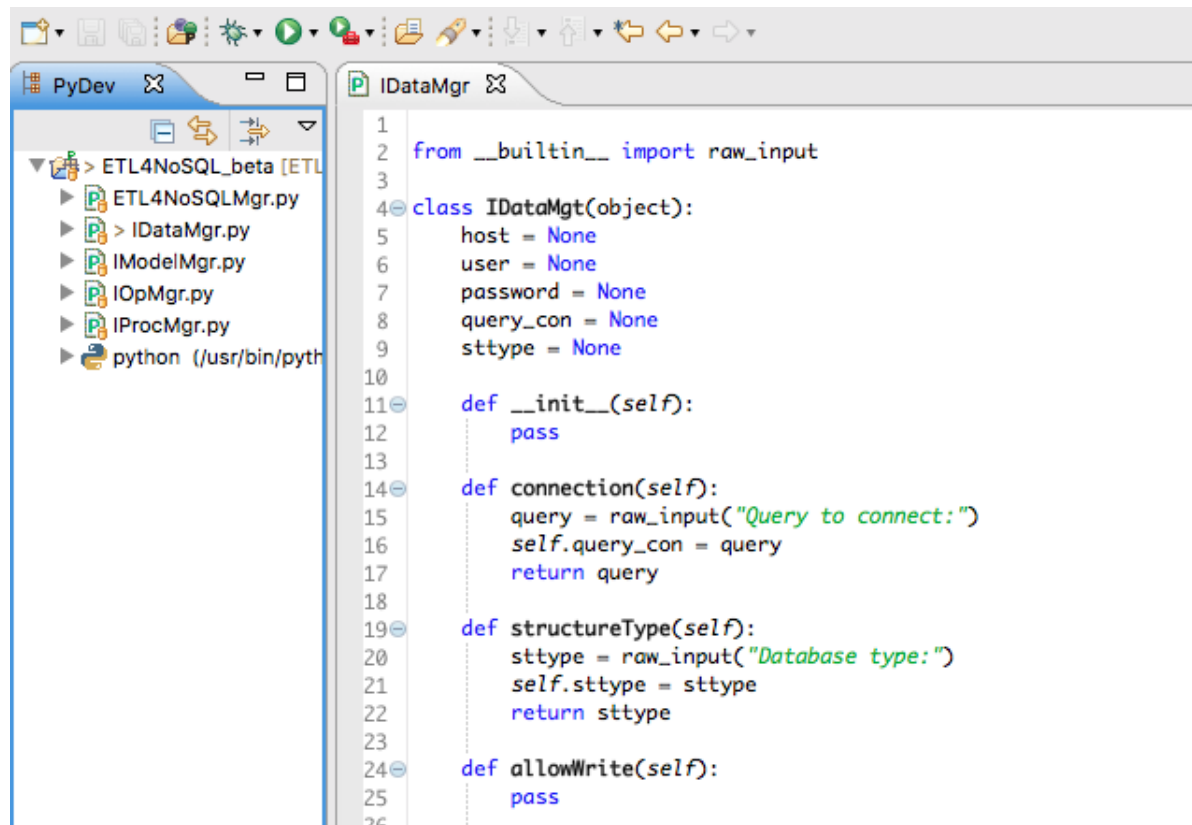 PyDev
IDataMgr
> ETL4NoSQL_beta [ETL
ETL4NoSQLMgr.py
> IDataMgr.py
IModelMgr.py
IOpMgr.py
IProcMgr.py
python (/usr/bin/pyth
1
2 from __builtin__ import raw_input
3
4 class IDataMgt(object):
5     host = None
6     user = None
7     password = None
8     query_con = None
9     sttype = None
10
11     def __init__(self):
12         pass
13
14     def connection(self):
15         query = raw_input("Query to connect:")
16         self.query_con = query
17         return query
18
19     def structureType(self):
20         sttype = raw_input("Database type:")
21         self.sttype = sttype
22         return sttype
23
24     def allowWrite(self):
25         pass
26